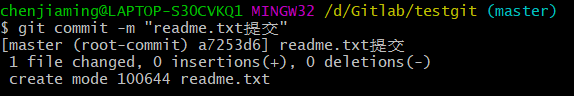 chenjiaming@LAPTOP-S3OCVKQ1 MINGW32 /d/Gitlab/testgit (master)
$ git commit -m "readme.txt提交"
[master (root-commit) a7253d6] readme.txt提交
 1 file changed, 0 insertions(+), 0 deletions(-)
 create mode 100644 readme.txt